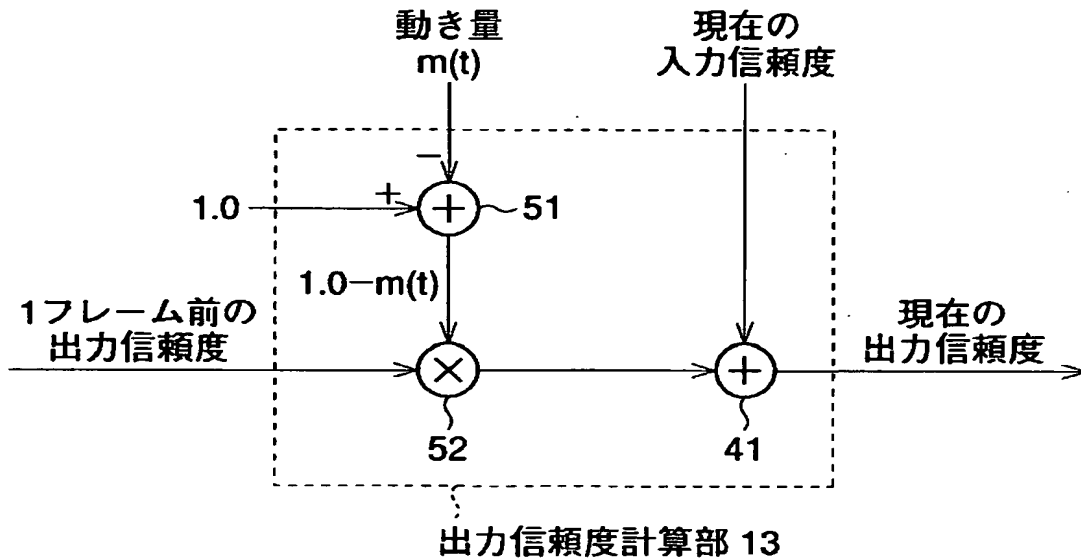 動き量
m(t)
現在の
入力信頼度
−
+
1.0
+
51
1.0−m(t)
1フレーム前の
出力信頼度
現在の
出力信頼度
×
+
52
41
出力信頼度計算部 13